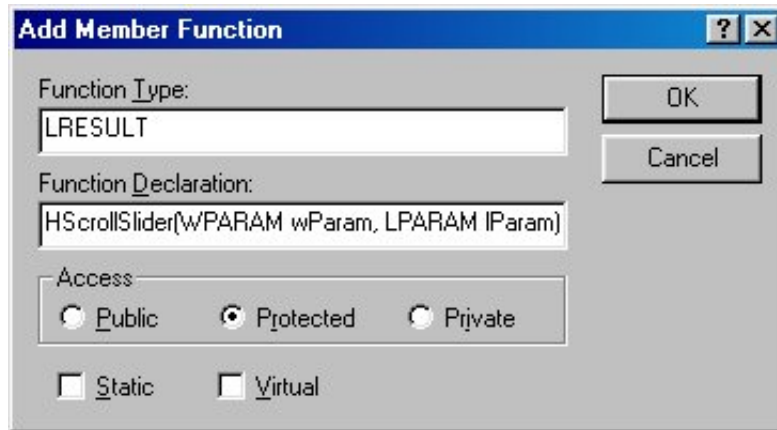 Add Member Function
Function Type:
OK
LRESULT
Cancel
Function Declaration:
HScrollSlider(WPARAM wParam, LPARAM lParam)
Access
Public Protected Private
Static Virtual